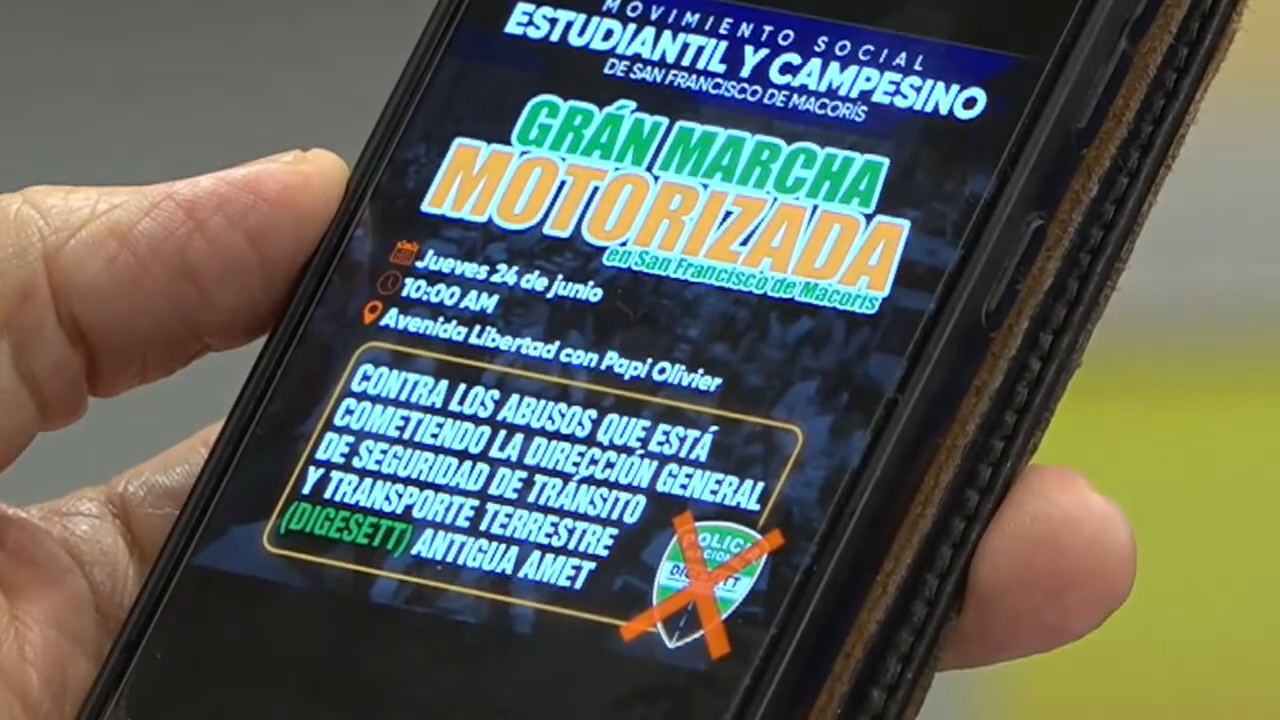 MOVIMIENTO SOCIAL
ESTUDIANTIL Y CAMPESINO
DE SAN FRANCISCO DE MACORÍS
GRÁN MARCHA
MOTORIZADA
en San Francisco de Macorís
Jueves 24 de junio
10:00 AM
Avenida Libertad con Papi Olivier
CONTRA LOS ABUSOS QUE ESTÁ
COMETIENDO LA DIRECCIÓN GENERAL
DE SEGURIDAD DE TRÁNSITO
Y TRANSPORTE TERRESTRE
(DIGESETT) ANTIGUA AMET